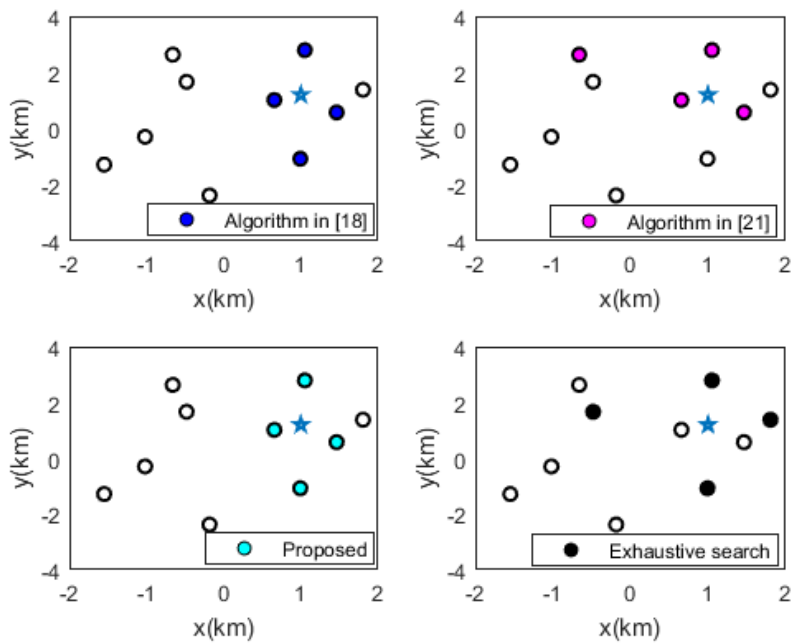 4
2
0
-2
-4
y(km)
Algorithm in [18]
-2 -1 0 1 2
x(km)
4
2
0
-2
-4
y(km)
Algorithm in [21]
-2 -1 0 1 2
x(km)
4
2
0
-2
-4
y(km)
Proposed
-2 -1 0 1 2
x(km)
4
2
0
-2
-4
y(km)
Exhaustive search
-2 -1 0 1 2
x(km)